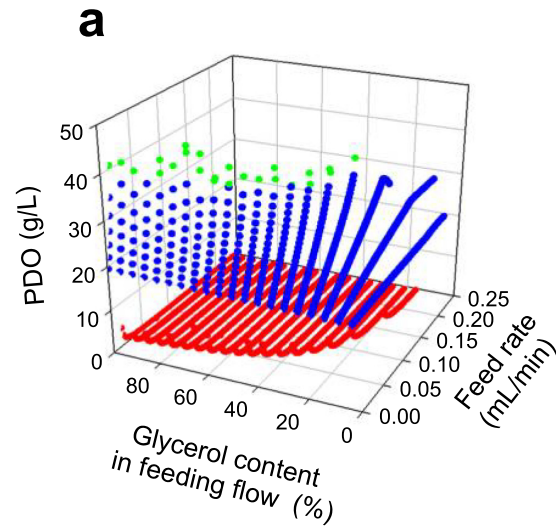 a
50
40
30
20
10
0
PDO (g/L)
80
60
40
20
0
Glycerol content
in feeding flow (%)
0.25
0.20
0.15
0.10
0.05
0.00
Feed rate
(mL/min)